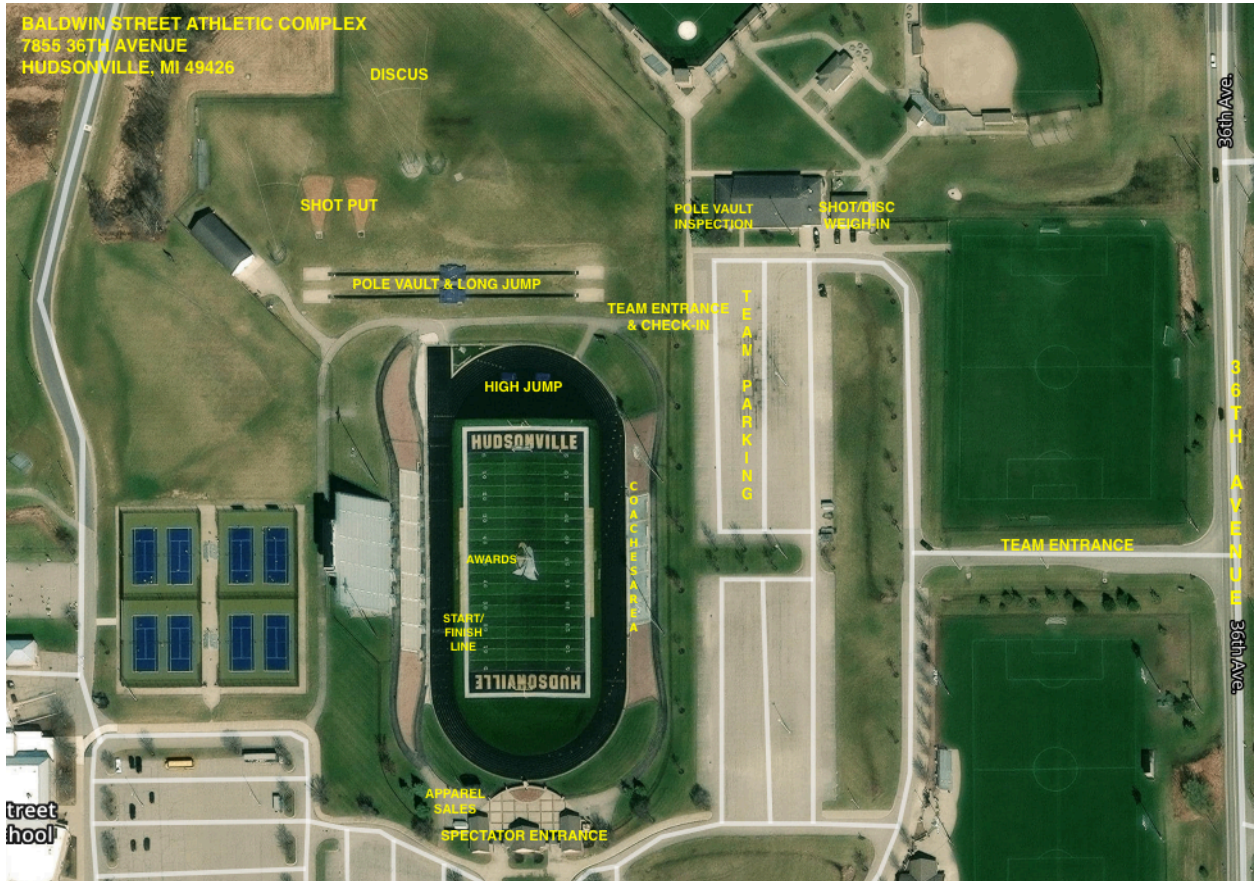 BALDWIN STREET ATHLETIC COMPLEX
7855 36TH AVENUE
HUDSONVILLE, MI 49426
DISCUS
36th Ave.
SHOT PUT
POLE VAULT
INSPECTION
SHOT/DISC
WEIGH-IN
POLE VAULT & LONG JUMP
TEAM ENTRANCE
& CHECK-IN
TEAM PARKING
HIGH JUMP
HUDSONVILLE
COACHES AREA
36TH AVENUE
AWARDS
TEAM ENTRANCE
START/
FINISH
LINE
36th Ave.
HUDSONVILLE
APPAREL
SALES
SPECTATOR ENTRANCE
treet
hool